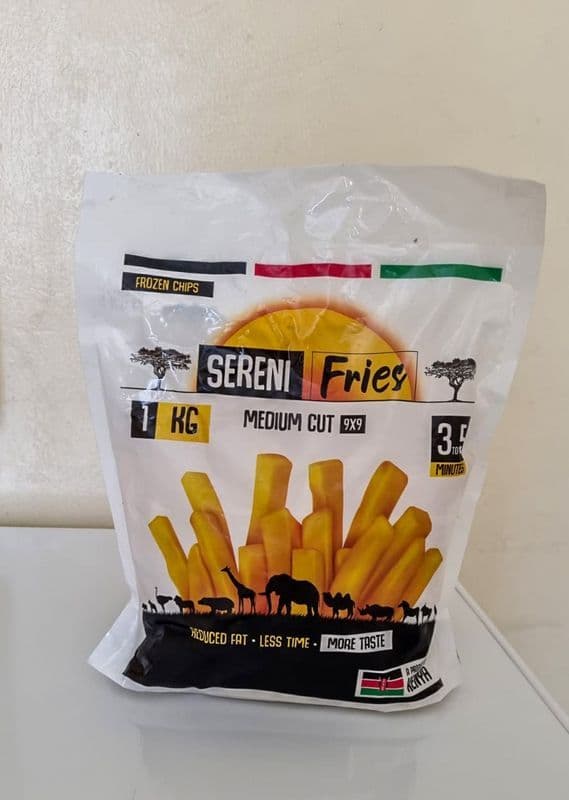 FROZEN CHIPS
SERENI Fries
1 KG
MEDIUM CUT 9X9
3 TO 5
MINUTES
REDUCED FAT • LESS TIME • MORE TASTE
A
KENYA